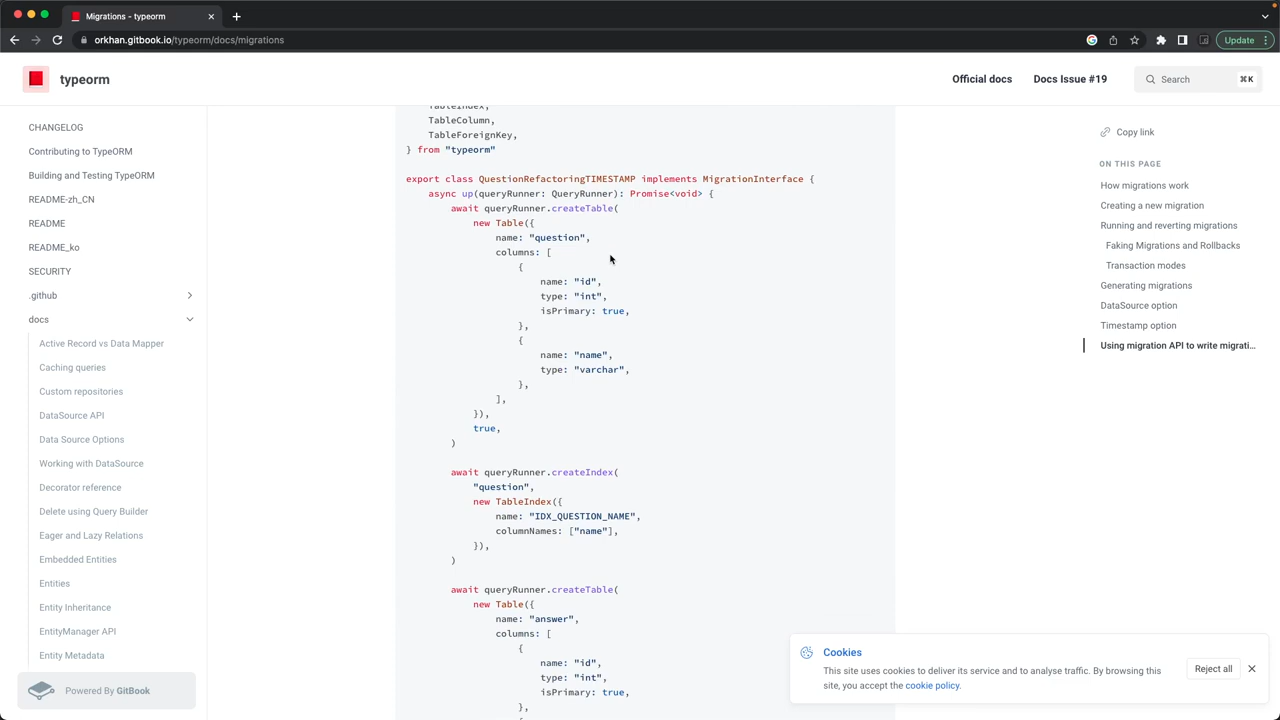 Migrations - typeorm
orkhan.gitbook.io/typeorm/docs/migrations
Update
typeorm
Official docs
Docs Issue #19
Search
⌘K
CHANGELOG
Contributing to TypeORM
Building and Testing TypeORM
README-zh_CN
README
README_ko
SECURITY
.github
docs
Active Record vs Data Mapper
Caching queries
Custom repositories
DataSource API
Data Source Options
Working with DataSource
Decorator reference
Delete using Query Builder
Eager and Lazy Relations
Embedded Entities
Entities
Entity Inheritance
EntityManager API
Entity Metadata
Powered By GitBook
TableIndex,
TableColumn,
TableForeignKey,
} from "typeorm"
export class QuestionRefactoringTIMESTAMP implements MigrationInterface {
async up(queryRunner: QueryRunner): Promise<void> {
await queryRunner.createTable(
new Table({
name: "question",
columns: [
{
name: "id",
type: "int",
isPrimary: true,
},
{
name: "name",
type: "varchar",
},
],
}),
true,
)
await queryRunner.createIndex(
"question",
new TableIndex({
name: "IDX_QUESTION_NAME",
columnNames: ["name"],
}),
)
await queryRunner.createTable(
new Table({
name: "answer",
columns: [
{
name: "id",
type: "int",
isPrimary: true,
},
{
Copy link
ON THIS PAGE
How migrations work
Creating a new migration
Running and reverting migrations
Faking Migrations and Rollbacks
Transaction modes
Generating migrations
DataSource option
Timestamp option
Using migration API to write migrati...
Cookies
This site uses cookies to deliver its service and to analyse traffic. By browsing this
site, you accept the cookie policy.
Reject all